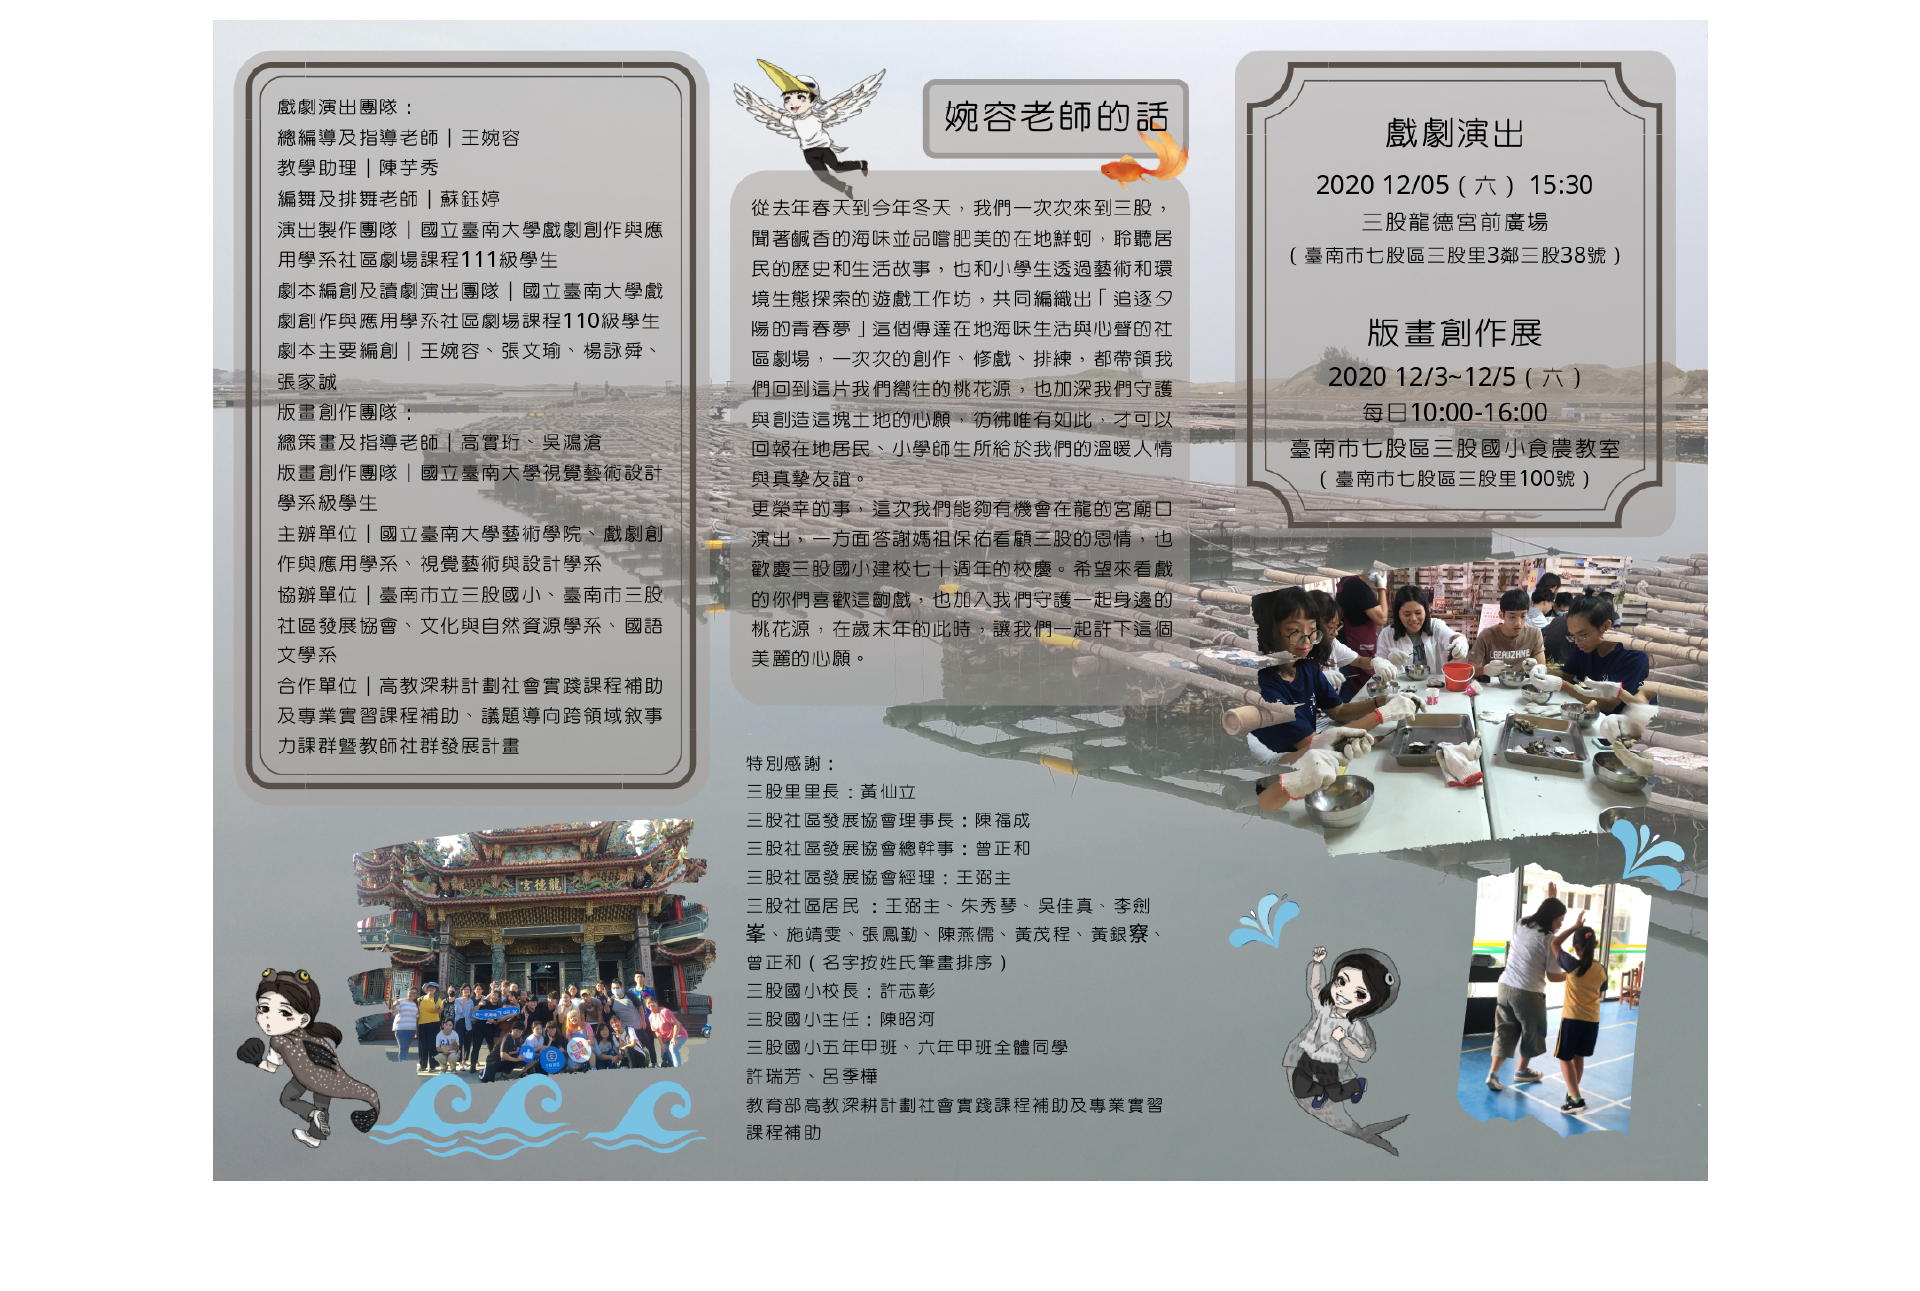 戲劇演出團隊：
總編導及指導老師｜王婉容
教學助理｜陳芋秀
編舞及排舞老師｜蘇鈺婷
演出製作團隊｜國立臺南大學戲劇創作與應
用學系社區劇場課程111級學生
劇本編創及讀劇演出團隊｜國立臺南大學戲
劇創作與應用學系社區劇場課程110級學生
劇本主要編創｜王婉容、張文瑜、楊詠舜、
張家誠
版畫創作團隊：
總策畫及指導老師｜高實珩、吳鴻滄
版畫創作團隊｜國立臺南大學視覺藝術設計
學系級學生
主辦單位｜國立臺南大學藝術學院、戲劇創
作與應用學系、視覺藝術與設計學系
協辦單位｜臺南市立三股國小、臺南市三股
社區發展協會、文化與自然資源學系、國語
文學系
合作單位｜高教深耕計劃社會實踐課程補助
及專業實習課程補助、議題導向跨領域敘事
力課群暨教師社群發展計畫
龍德宮
婉容老師的話
從去年春天到今年冬天，我們一次次來到三股，
聞著鹹香的海味並品嚐肥美的在地鮮蚵，聆聽居
民的歷史和生活故事，也和小學生透過藝術和環
境生態探索的遊戲工作坊，共同編織出「追逐夕
陽的青春夢」這個傳達在地海味生活與心聲的社
區劇場，一次次的創作、修戲、排練，都帶領我
們回到這片我們嚮往的桃花源，也加深我們守護
與創造這塊土地的心願，彷彿唯有如此，才可以
回報在地居民、小學師生所給於我們的溫暖人情
與真摯友誼。
更榮幸的事，這次我們能夠有機會在龍的宮廟口
演出，一方面答謝媽祖保佑看顧三股的恩情，也
歡慶三股國小建校七十週年的校慶。希望來看戲
的你們喜歡這齣戲，也加入我們守護一起身邊的
桃花源，在歲末年的此時，讓我們一起許下這個
美麗的心願。
特別感謝：
三股里里長：黃仙立
三股社區發展協會理事長：陳福成
三股社區發展協會總幹事：曾正和
三股社區發展協會經理：王弼主
三股社區居民：王弼主、朱秀琴、吳佳真、李劍
峯、施靖雯、張鳳勤、陳燕儒、黃茂程、黃銀察、
曾正和（名字按姓氏筆畫排序）
三股國小校長：許志彰
三股國小主任：陳昭河
三股國小五年甲班、六年甲班全體同學
許瑞芳、呂季樺
教育部高教深耕計劃社會實踐課程補助及專業實習
課程補助
戲劇演出
2020 12/05（六） 15:30
三股龍德宮前廣場
（臺南市七股區三股里3鄰三股38號）
版畫創作展
2020 12/3~12/5（六）
每日10:00-16:00
臺南市七股區三股國小食農教室
（臺南市七股區三股里100號）